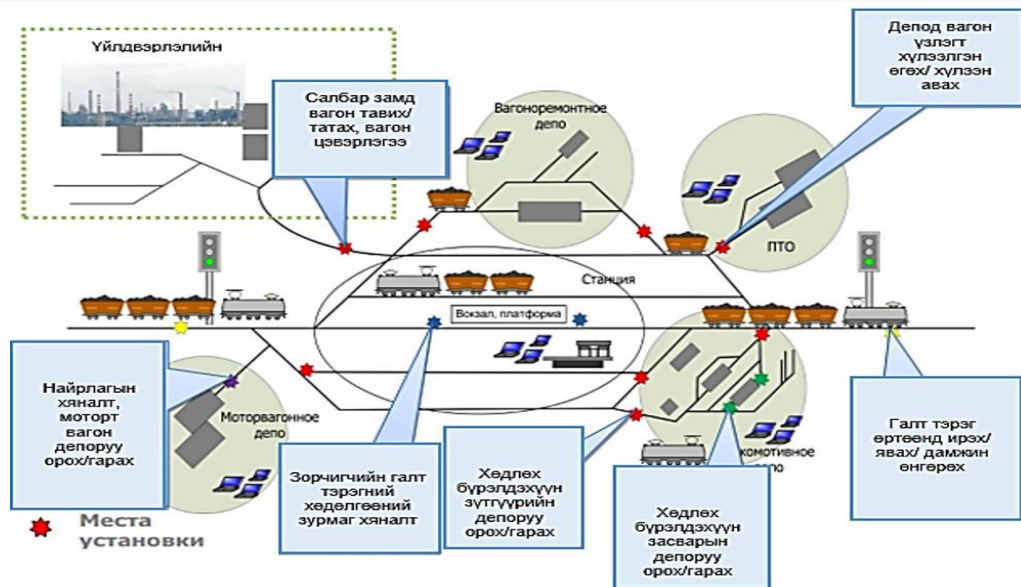 Үйлдвэрлэлийн
Салбар замд
вагон тавих/
татах, вагон
цэвэрлэгээ
Вагоноремонтное
депо
Депод вагон
үзлэгт
хүлээлгэн
өгөх/ хүлээн
авах
ПТО
Станция
Вокзал, платформа
Найрлагын
хяналт,
моторт
вагон
депоруу
орох/гарах
Моторвагонное
депо
Зорчигчийн галт
тэрэгний
хөдөлгөөний
зурмаг хяналт
Хөдлөх
бүрэлдэхүүн
зүтгүүрийн
депоруу
орох/гарах
Хөдлөх
бүрэлдэхүүн
засварын
депоруу
орох/гарах
Галт тэрэг
өртөөнд ирэх/
явах/ дамжин
өнгөрөх
Места
установки